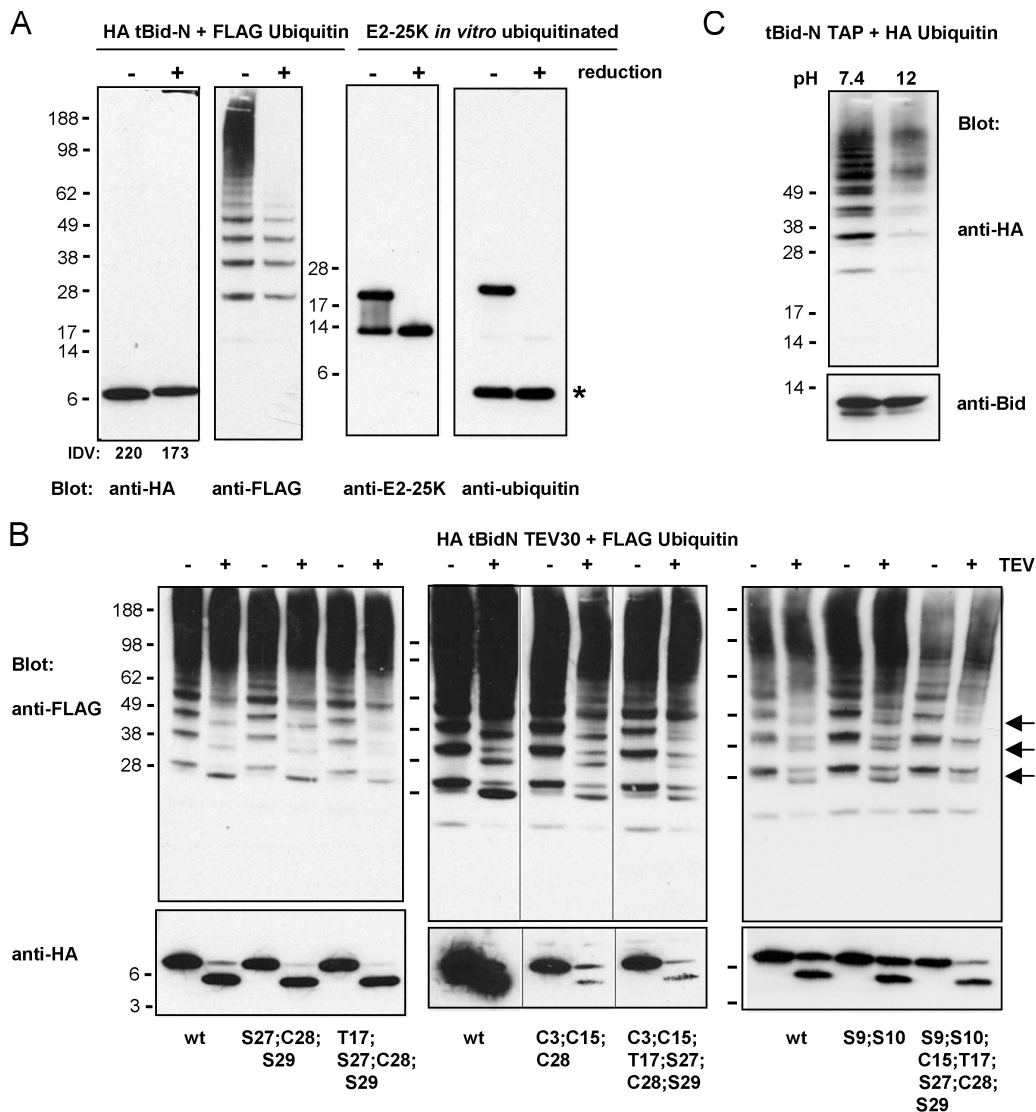 A
HA tBid-N + FLAG Ubiquitin
E2-25K in vitro ubiquitinated
- + - + - + - + reduction
188
98
62
49
38
28
17
14
6
28
17
14
6
*
IDV: 220 173
Blot: anti-HA anti-FLAG anti-E2-25K anti-ubiquitin
C
tBid-N TAP + HA Ubiquitin
pH 7.4 12
Blot:
49
38
28
17
14
anti-HA
14
anti-Bid
B
HA tBidN TEV30 + FLAG Ubiquitin
- + - + - + - + - + - + - + - + - + TEV
Blot:
anti-FLAG
188
98
62
49
38
28
anti-HA
6
3
wt
S27;C28;
S29
T17;
S27;C28;
S29
wt
C3;C15;
C28
C3;C15;
T17;S27;
C28;S29
wt
S9;S10
S9;S10;
C15;T17;
S27;C28;
S29